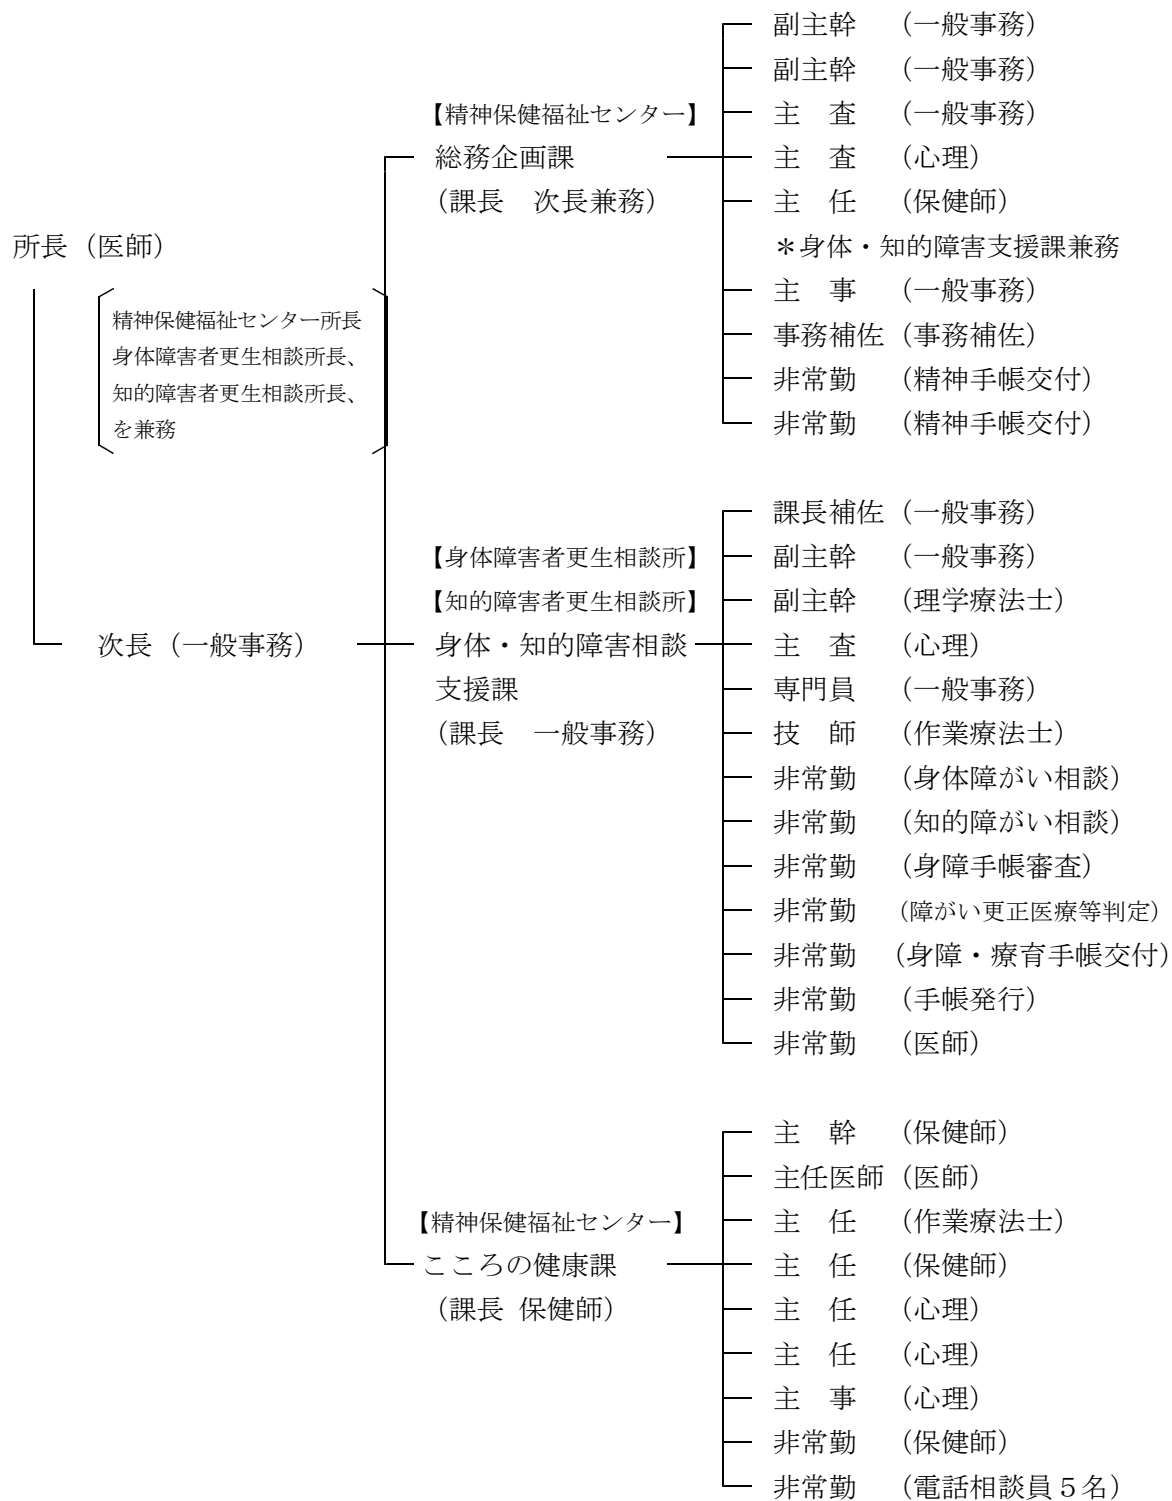 所長（医師）
精神保健福祉センター所長
身体障害者更生相談所長、
知的障害者更生相談所長、
を兼務
次長（一般事務）
【精神保健福祉センター】
総務企画課
（課長　次長兼務）
副主幹　（一般事務）
副主幹　（一般事務）
主　査　（一般事務）
主　査　（心理）
主　任　（保健師）
＊身体・知的障害支援課兼務
主　事　（一般事務）
事務補佐（事務補佐）
非常勤　（精神手帳交付）
非常勤　（精神手帳交付）
【身体障害者更生相談所】
【知的障害者更生相談所】
身体・知的障害相談
支援課
（課長　一般事務）
課長補佐（一般事務）
副主幹　（一般事務）
副主幹　（理学療法士）
主　査　（心理）
専門員　（一般事務）
技　師　（作業療法士）
非常勤　（身体障がい相談）
非常勤　（知的障がい相談）
非常勤　（身障手帳審査）
非常勤　（障がい更正医療等判定）
非常勤　（身障・療育手帳交付）
非常勤　（手帳発行）
非常勤　（医師）
【精神保健福祉センター】
こころの健康課
（課長 保健師）
主　幹　（保健師）
主任医師（医師）
主　任　（作業療法士）
主　任　（保健師）
主　任　（心理）
主　任　（心理）
主　事　（心理）
非常勤　（保健師）
非常勤　（電話相談員５名）